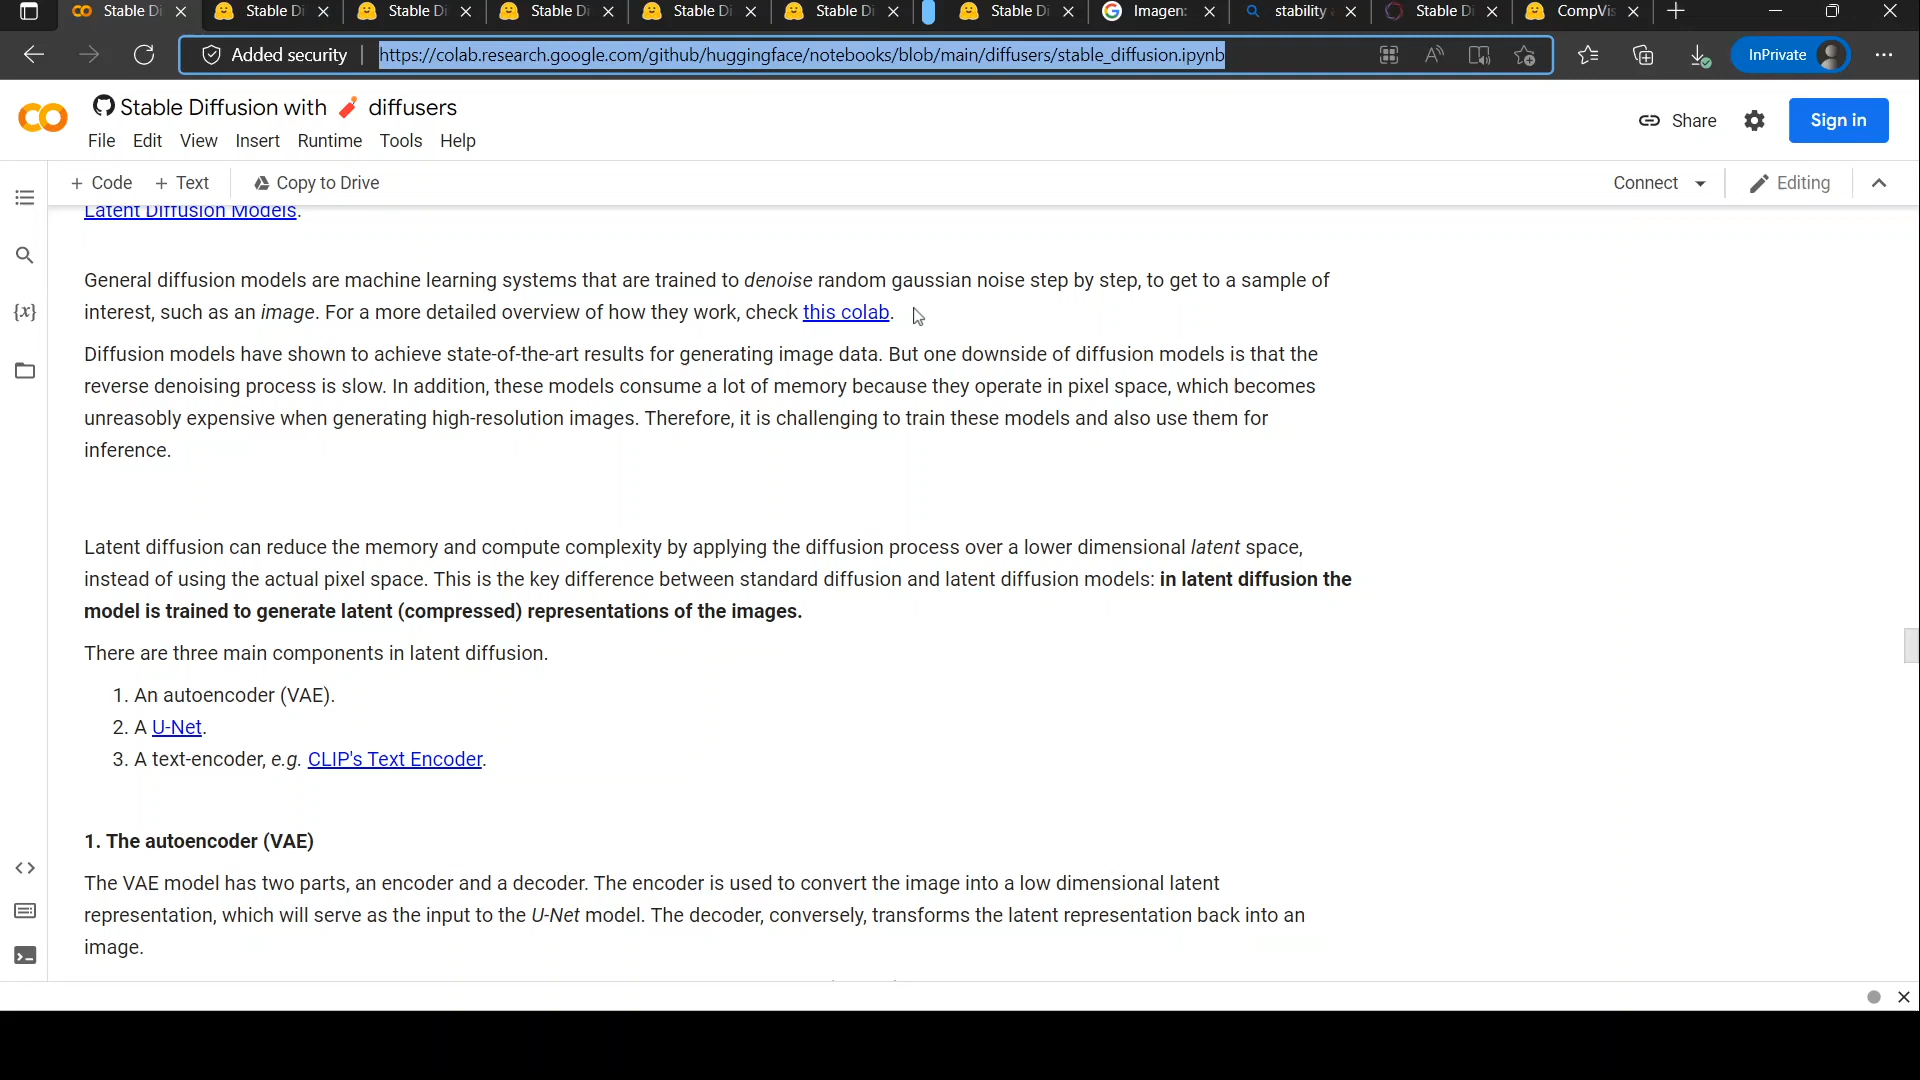 Stable Di
Stable Di
Stable Di
Stable Di
Stable Di
Stable Di
Stable Di
Imagen:
stability
Stable Di
CompVis
Added security
https://colab.research.google.com/github/huggingface/notebooks/blob/main/diffusers/stable_diffusion.ipynb
InPrivate
Stable Diffusion with diffusers
File Edit View Insert Runtime Tools Help
Share
Sign in
+ Code + Text Copy to Drive
Connect
Editing
Latent Diffusion Models.
General diffusion models are machine learning systems that are trained to denoise random gaussian noise step by step, to get to a sample of
interest, such as an image. For a more detailed overview of how they work, check this colab.
Diffusion models have shown to achieve state-of-the-art results for generating image data. But one downside of diffusion models is that the
reverse denoising process is slow. In addition, these models consume a lot of memory because they operate in pixel space, which becomes
unreasobly expensive when generating high-resolution images. Therefore, it is challenging to train these models and also use them for
inference.
Latent diffusion can reduce the memory and compute complexity by applying the diffusion process over a lower dimensional latent space,
instead of using the actual pixel space. This is the key difference between standard diffusion and latent diffusion models: in latent diffusion the
model is trained to generate latent (compressed) representations of the images.
There are three main components in latent diffusion.
1. An autoencoder (VAE).
2. A U-Net.
3. A text-encoder, e.g. CLIP's Text Encoder.
1. The autoencoder (VAE)
The VAE model has two parts, an encoder and a decoder. The encoder is used to convert the image into a low dimensional latent
representation, which will serve as the input to the U-Net model. The decoder, conversely, transforms the latent representation back into an
image.